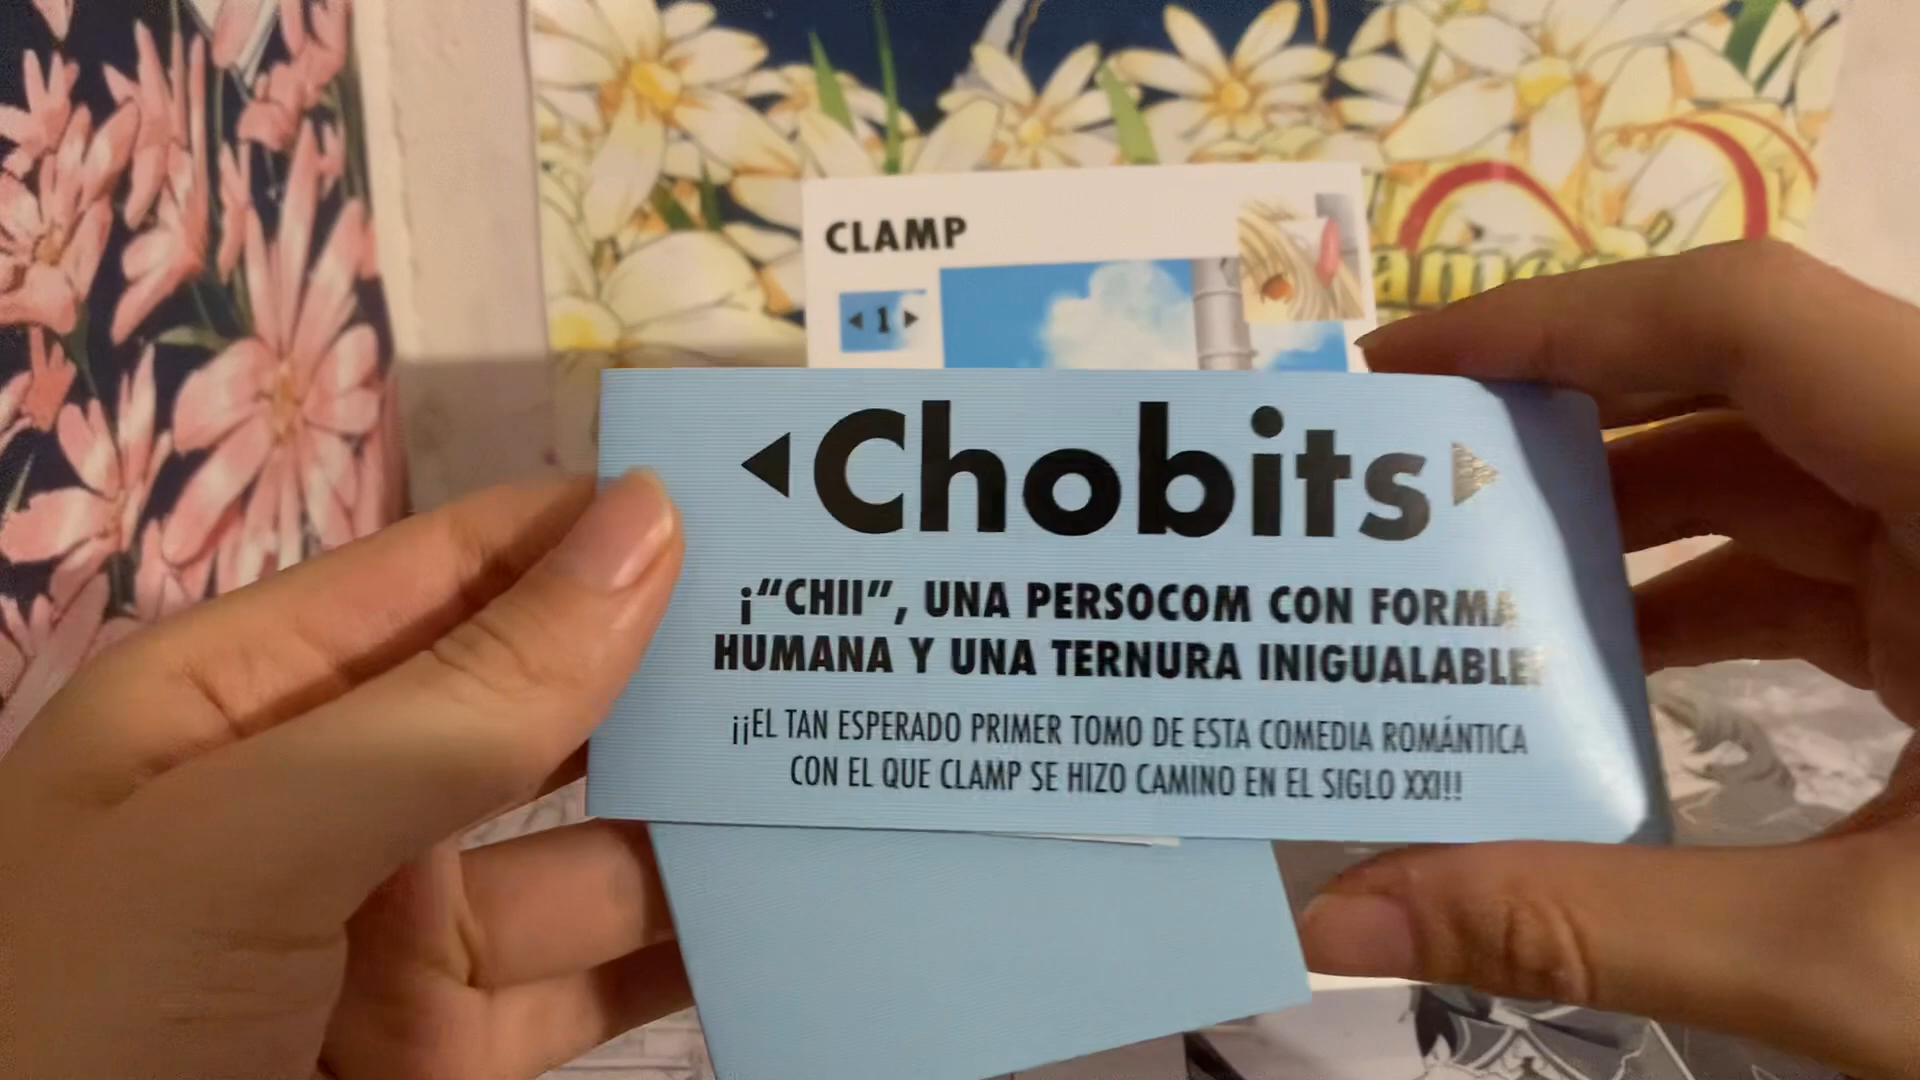 CLAMP
◂1▸
◂Chobits▸
¡“CHII”, UNA PERSOCOM CON FORMA
HUMANA Y UNA TERNURA INIGUALABLE!
¡¡EL TAN ESPERADO PRIMER TOMO DE ESTA COMEDIA ROMÁNTICA
CON EL QUE CLAMP SE HIZO CAMINO EN EL SIGLO XXI!!